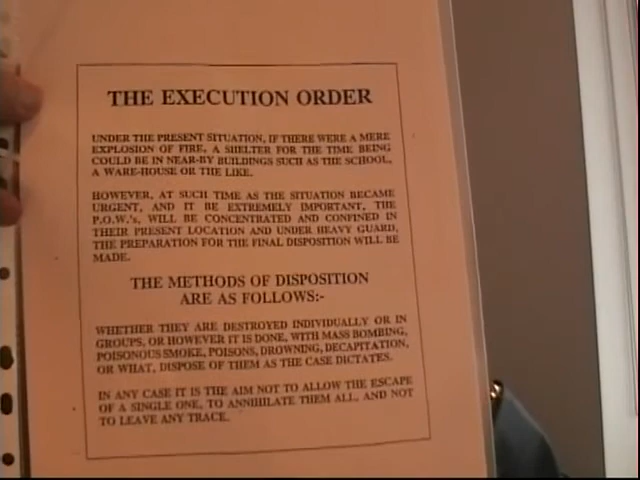 THE EXECUTION ORDER
UNDER THE PRESENT SITUATION, IF THERE WERE A MERE
EXPLOSION OF FIRE, A SHELTER FOR THE TIME BEING
COULD BE IN NEAR-BY BUILDINGS SUCH AS THE SCHOOL,
A WARE-HOUSE OR THE LIKE.
HOWEVER, AT SUCH TIME AS THE SITUATION BECAME
URGENT, AND IT BE EXTREMELY IMPORTANT, THE
P.O.W.'s, WILL BE CONCENTRATED AND CONFINED IN
THEIR PRESENT LOCATION AND UNDER HEAVY GUARD,
THE PREPARATION FOR THE FINAL DISPOSITION WILL BE
MADE.
THE METHODS OF DISPOSITION
ARE AS FOLLOWS:-
WHETHER THEY ARE DESTROYED INDIVIDUALLY OR IN
GROUPS, OR HOWEVER IT IS DONE, WITH MASS BOMBING,
POISONOUS SMOKE, POISONS, DROWNING, DECAPITATION,
OR WHAT, DISPOSE OF THEM AS THE CASE DICTATES.
IN ANY CASE IT IS THE AIM NOT TO ALLOW THE ESCAPE
OF A SINGLE ONE, TO ANNIHILATE THEM ALL, AND NOT
TO LEAVE ANY TRACE.